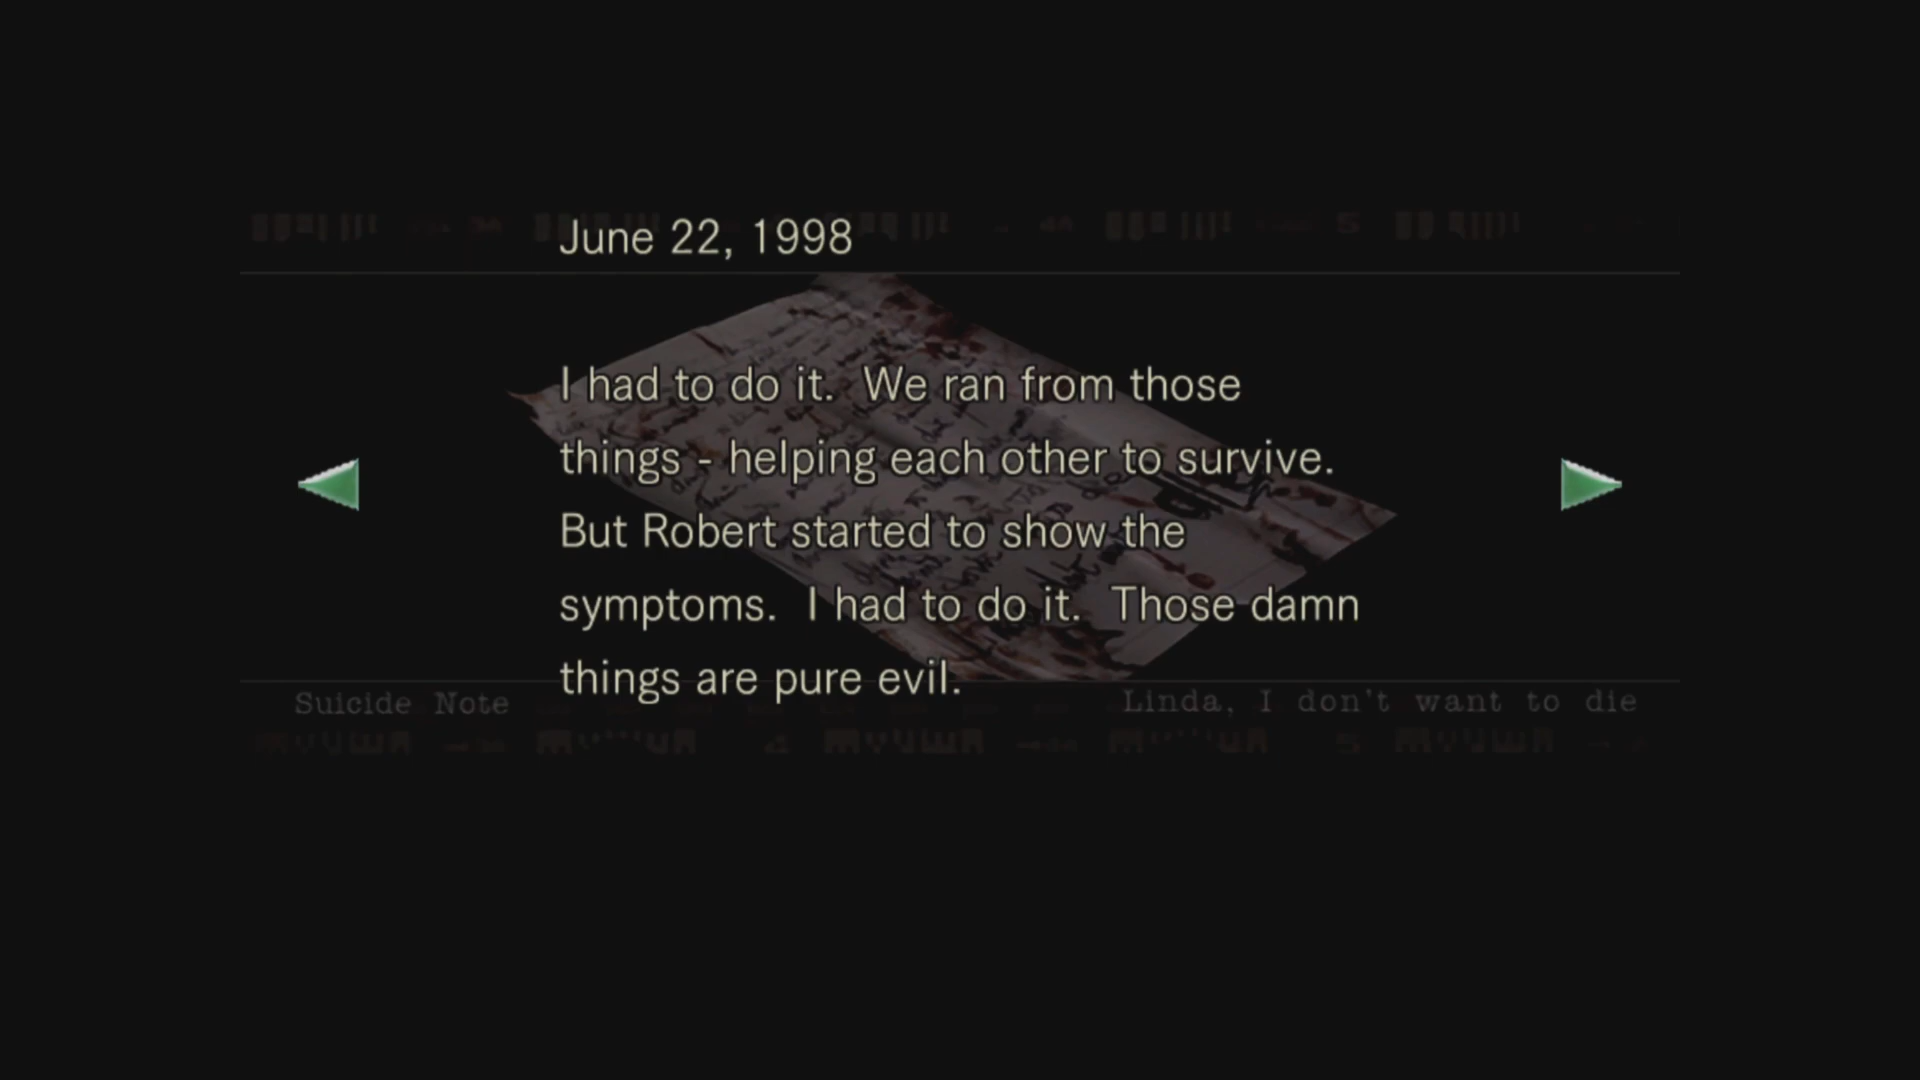 June 22, 1998
I had to do it.  We ran from those
things - helping each other to survive.
But Robert started to show the
symptoms.  I had to do it.  Those damn
things are pure evil.
Suicide Note
Linda, I don't want to die